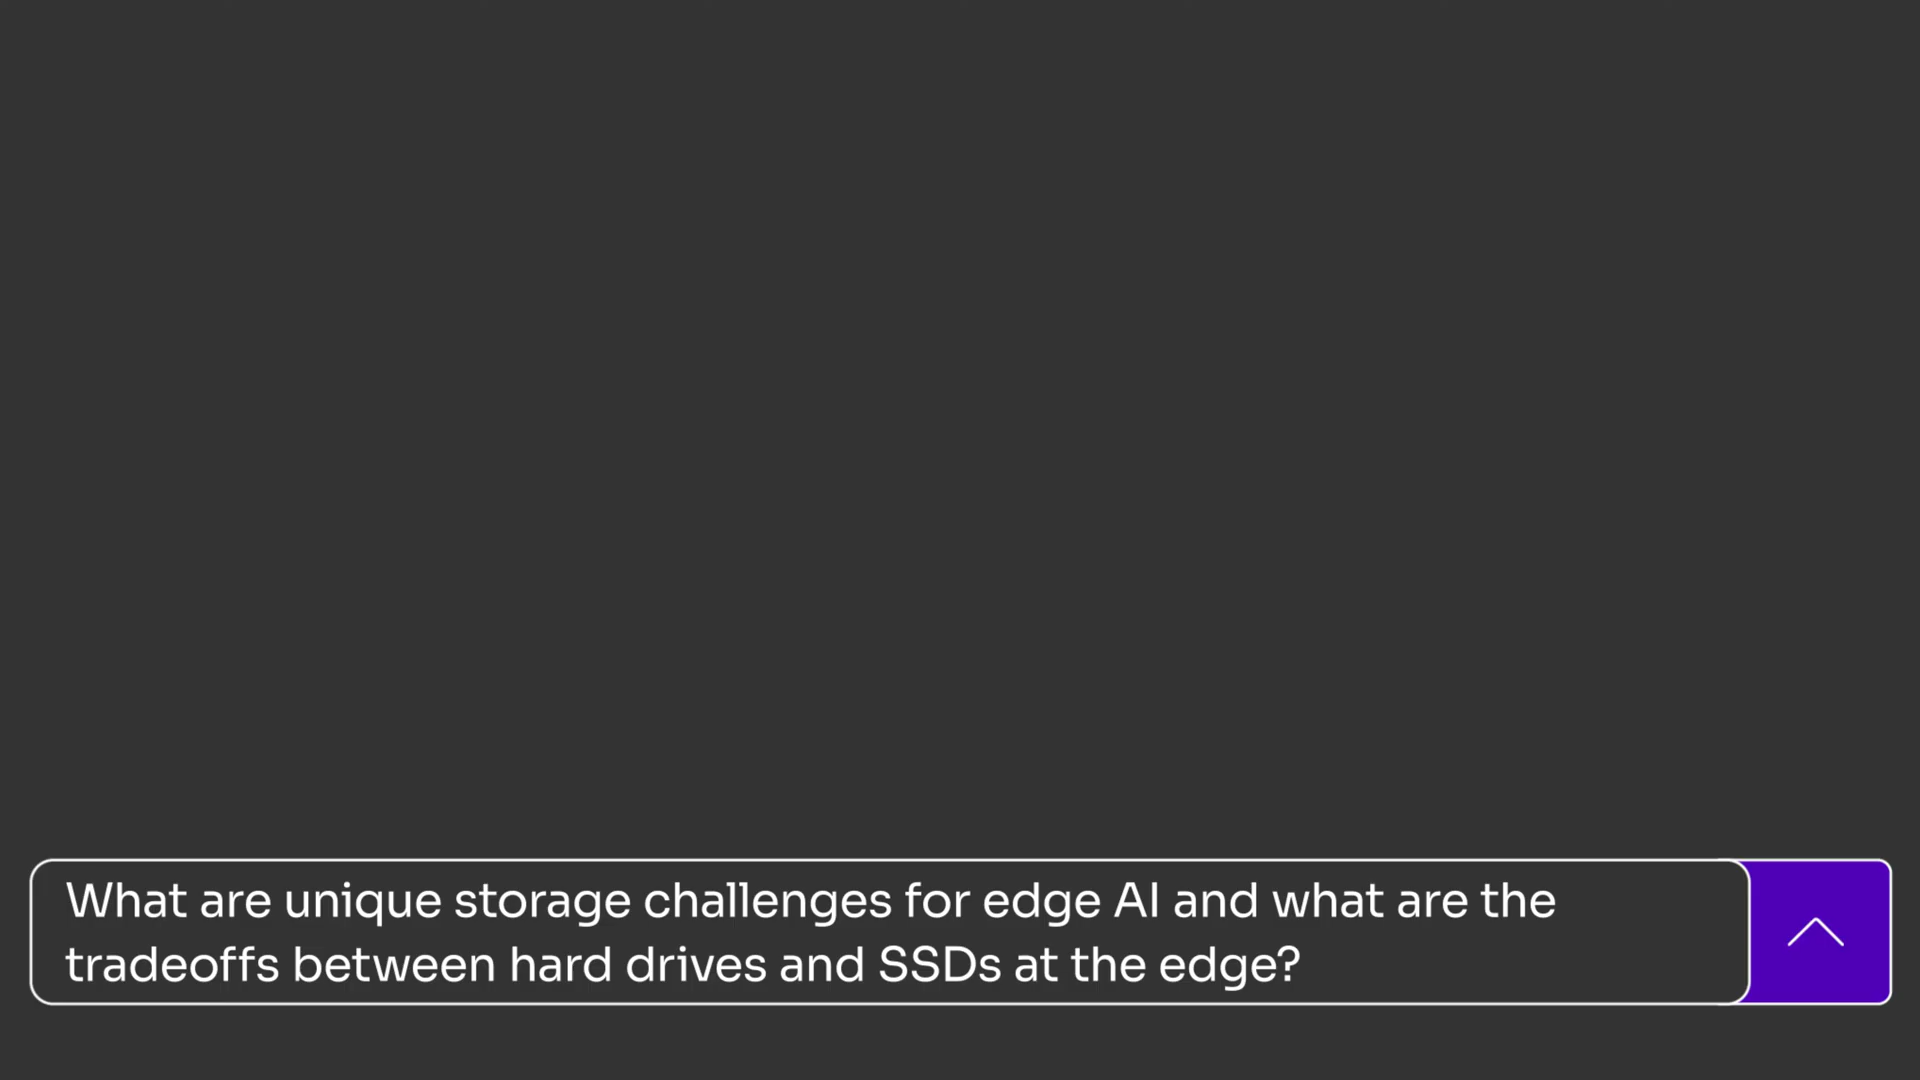 What are unique storage challenges for edge AI and what are the
tradeoffs between hard drives and SSDs at the edge?